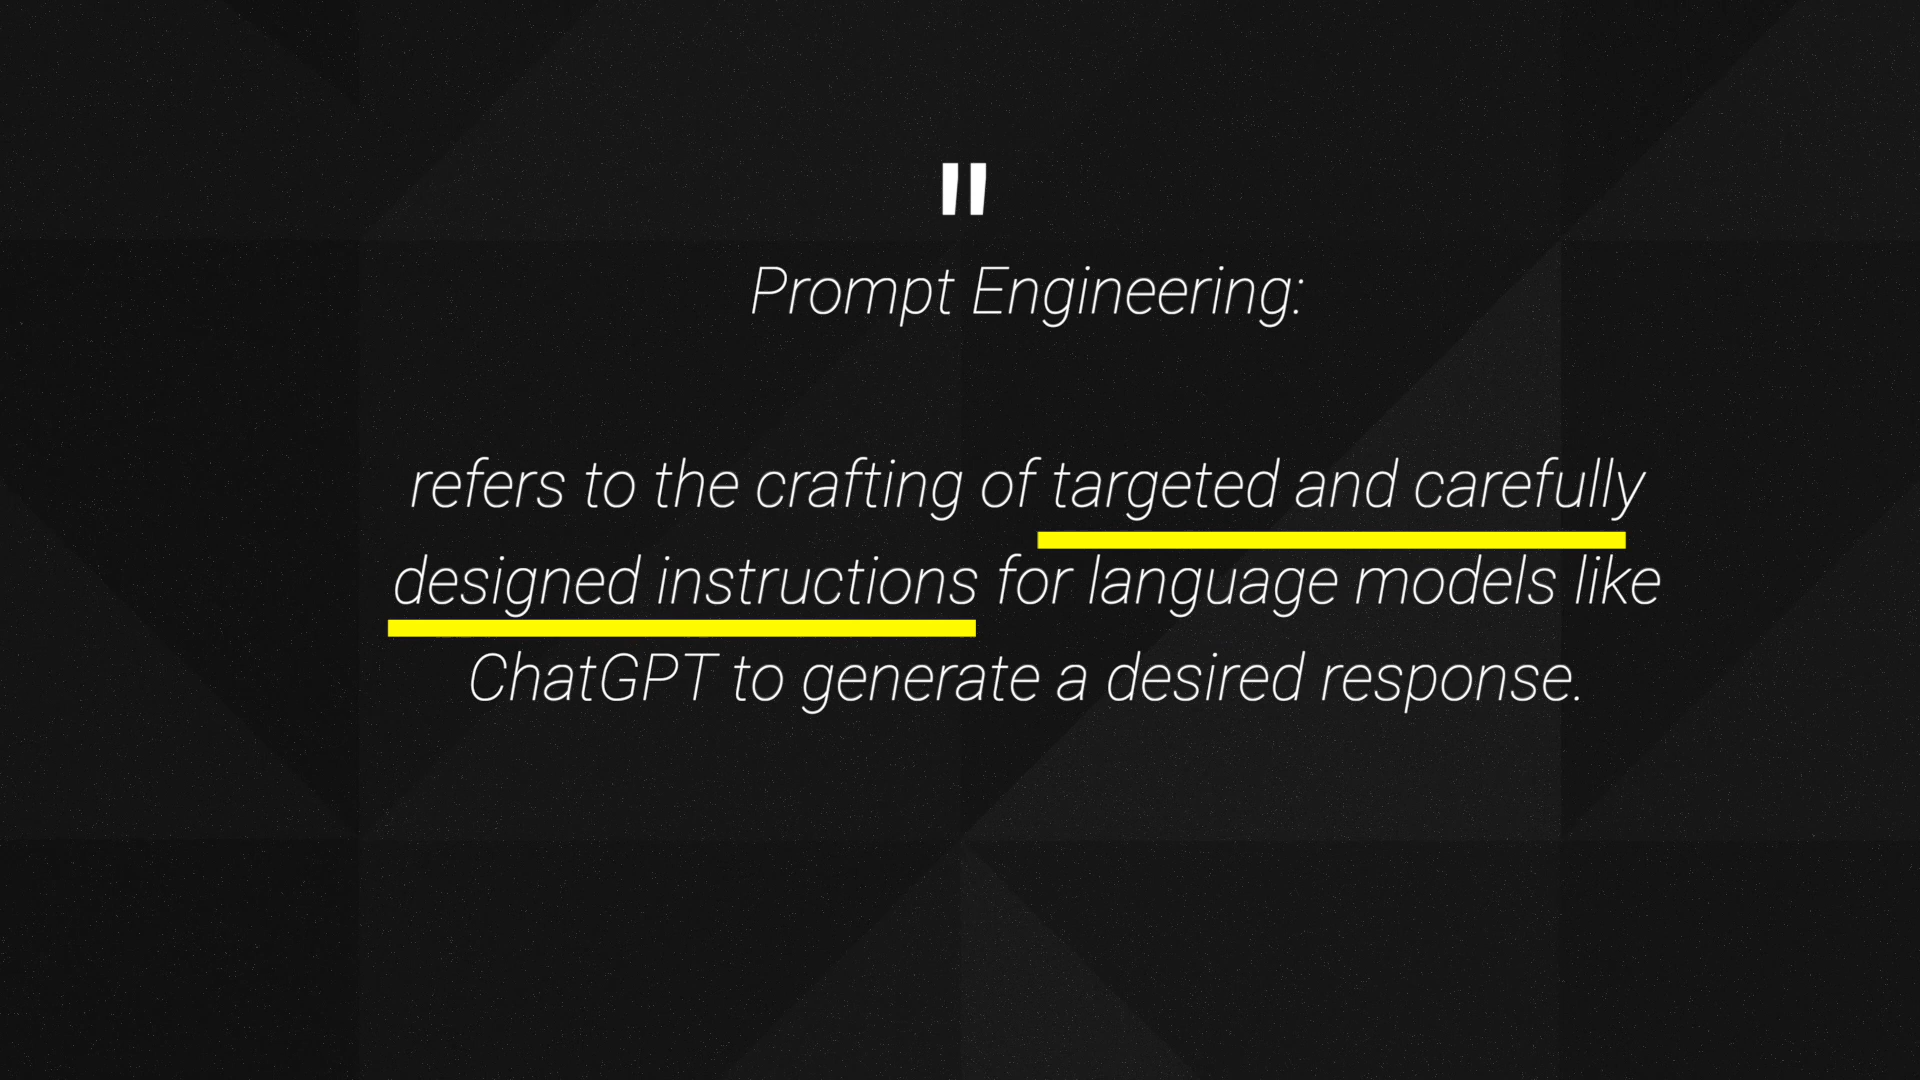 "
Prompt Engineering:
refers to the crafting of targeted and carefully
designed instructions for language models like
ChatGPT to generate a desired response.